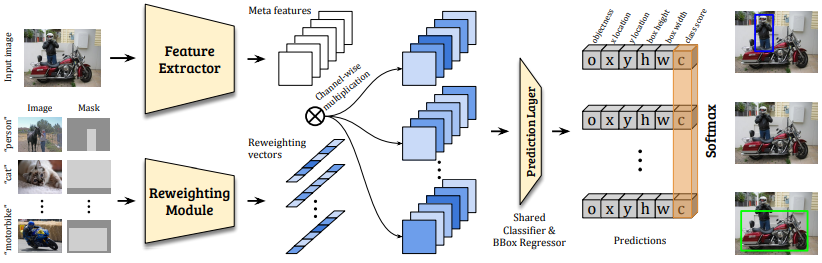 Input image
Feature
Extractor
Meta features
Channel-wise
multiplication
Image
Mask
"person"
"cat"
"motorbike"
Reweighting
Module
Reweighting
vectors
Prediction Layer
Shared
Classifier &
BBox Regressor
objectness
x location
y location
box height
box width
class score
o x y h w c
o x y h w c
o x y h w c
Predictions
Softmax